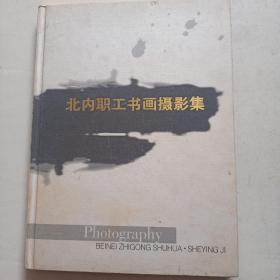 北内职工书画摄影集
Photography
BEINEI ZHIGONG SHUHUA·SHEYING JI